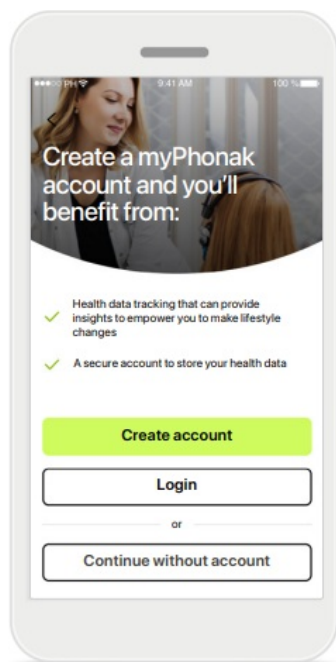 PH 9:41 AM 100 %
Create a myPhonak
account and you'll
benefit from:
Health data tracking that can provide
insights to empower you to make lifestyle
changes
A secure account to store your health data
Create account
Login
or
Continue without account